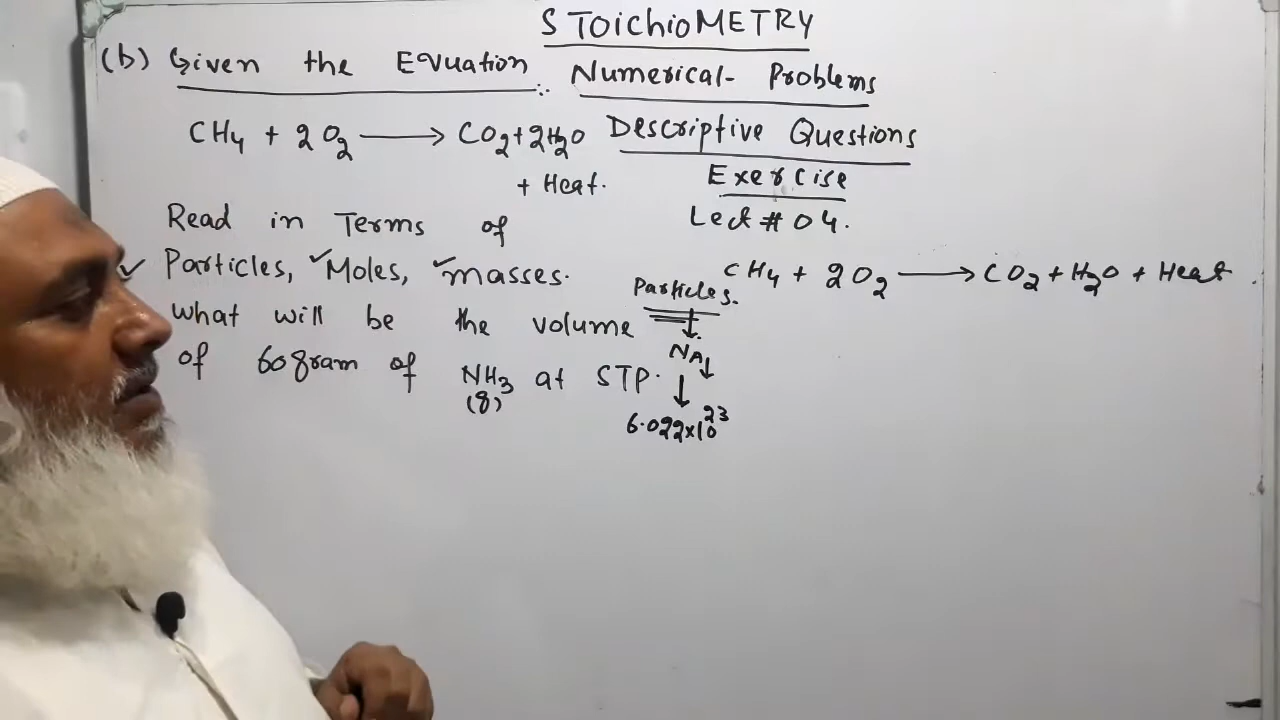 STOichioMETRY
(b) Given the Equation:. Numerical- Problems
CH4 + 2O2 ⟶ CO2+2H2O
+ Heat.
Descriptive Questions
Exercise
Lect # 04.
Read in Terms of
✓ Particles, ✓Moles, ✓masses.
what will be the volume
of 60gram of NH3 at STP.
(g)
CH4 + 2O2 ⟶ CO2 + H2O + Heat.
Particles.
↓
NA↓
↓
6.022x10^23